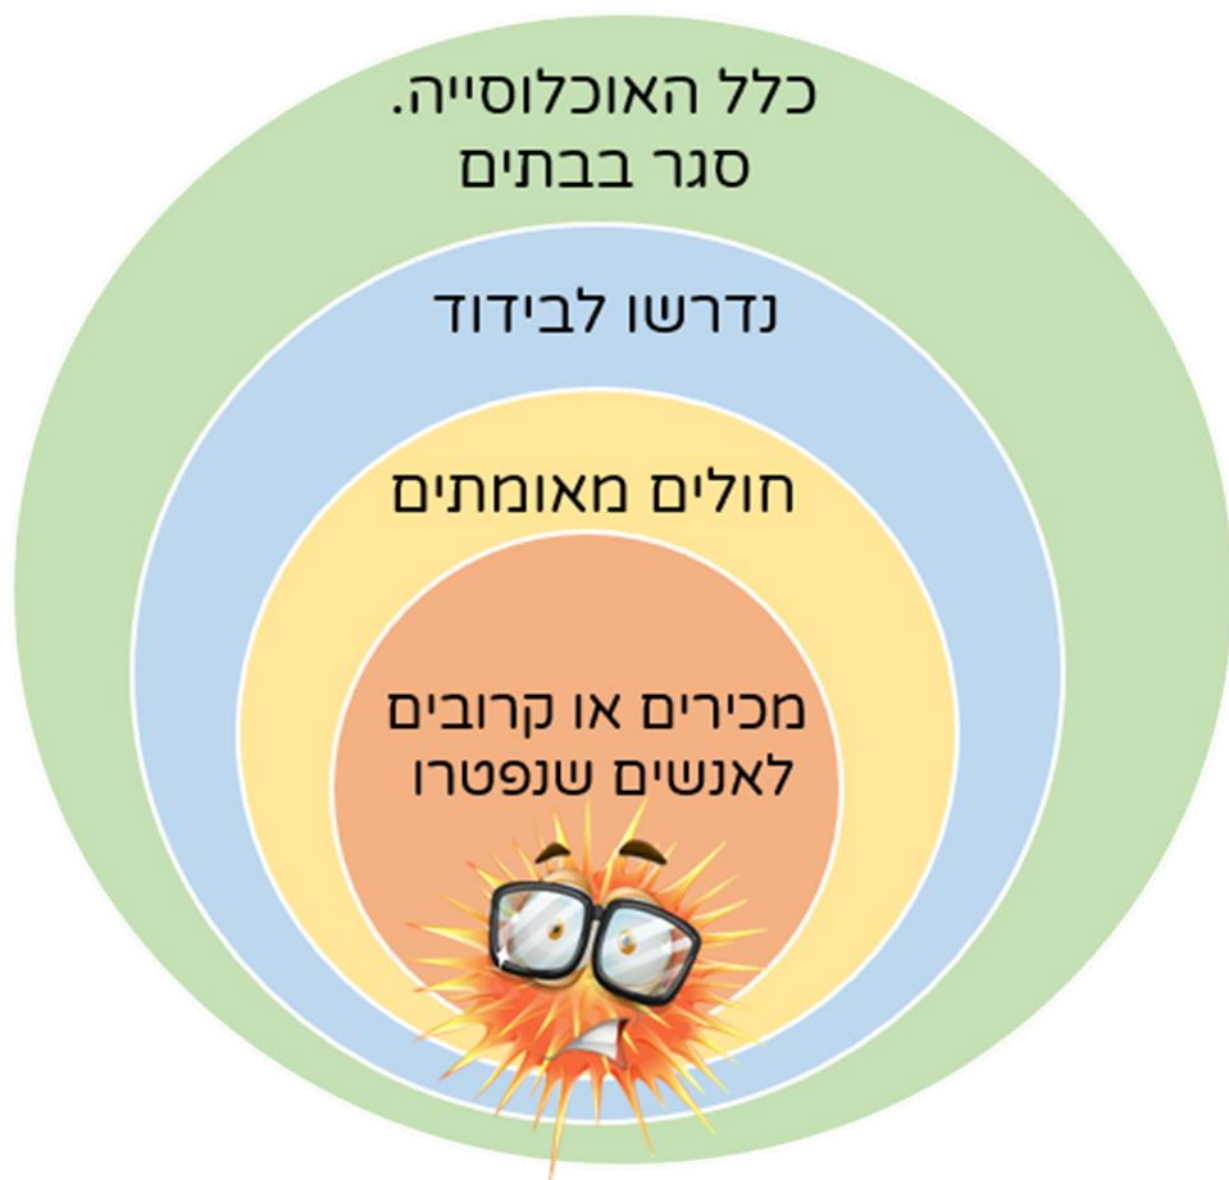 כלל האוכלוסייה.
סגר בבתים
נדרשו לבידוד
חולים מאומתים
מכירים או קרובים
לאנשים שנפטרו